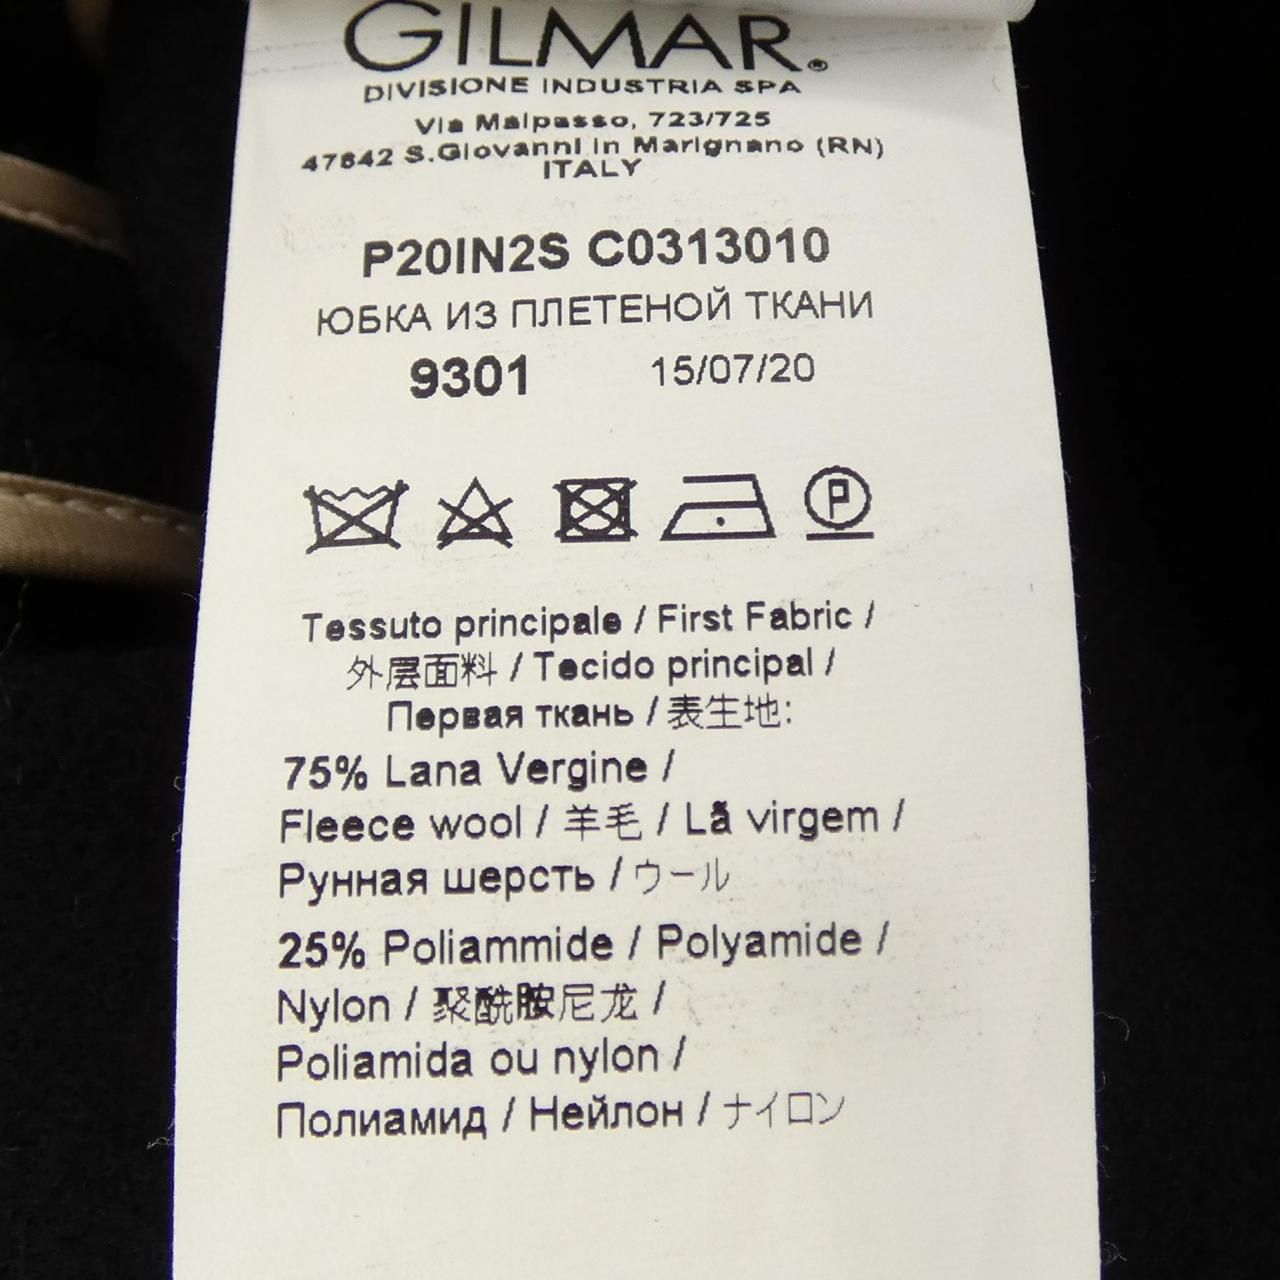 GILMAR®
DIVISIONE INDUSTRIA SPA
Via Malpasso, 723/725
47842 S.Giovanni in Marignano (RN)
ITALY
P20IN2S C0313010
ЮБКА ИЗ ПЛЕТЕНОЙ ТКАНИ
9301 15/07/20
P
Tessuto principale / First Fabric /
外层面料 / Tecido principal /
Первая ткань / 表生地:
75% Lana Vergine /
Fleece wool / 羊毛 / Lã virgem /
Рунная шерсть / ウール
25% Poliammide / Polyamide /
Nylon / 聚酰胺尼龙 /
Poliamida ou nylon /
Полиамид / Нейлон / ナイロン